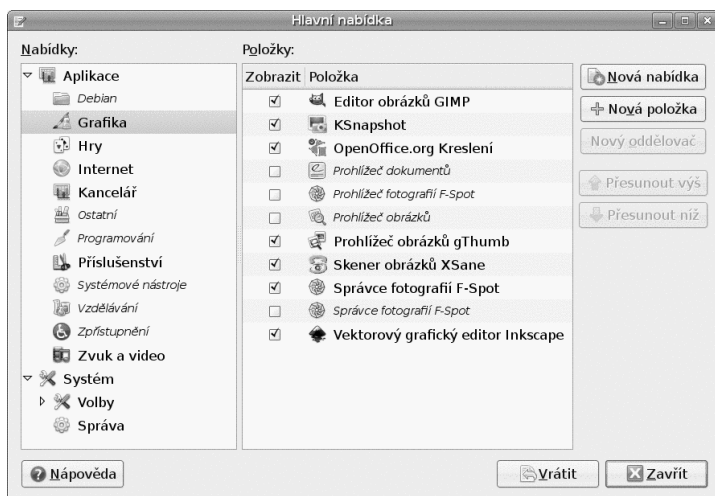 Hlavní nabídka
Nabídky:
Aplikace
Debian
Grafika
Hry
Internet
Kancelář
Ostatní
Programování
Příslušenství
Systémové nástroje
Vzdělávání
Zpřístupnění
Zvuk a video
Systém
Volby
Správa
Položky:
Zobrazit Položka
Editor obrázků GIMP
KSnapshot
OpenOffice.org Kreslení
Prohlížeč dokumentů
Prohlížeč fotografií F-Spot
Prohlížeč obrázků
Prohlížeč obrázků gThumb
Skener obrázků XSane
Správce fotografií F-Spot
Správce fotografií F-Spot
Vektorový grafický editor Inkscape
Nová nabídka
Nová položka
Nový oddělovač
Přesunout výš
Přesunout níž
Nápověda
Vrátit
Zavřít